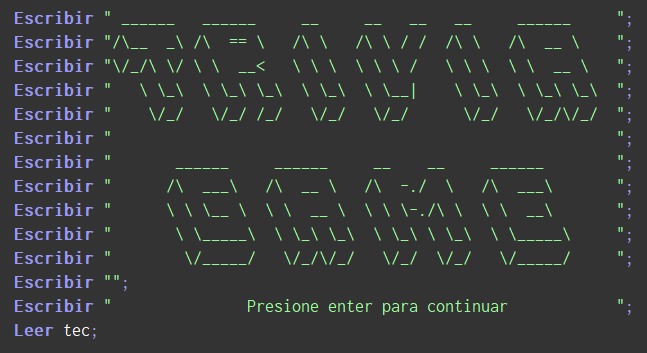 Escribir " ______   ______     __     __   __    __     ______     ";
Escribir "/\__  _\ /\  == \   /\ \   /\ \ / /  /\ \   /\  __ \    ";
Escribir "\/_/\ \/ \ \  __<   \ \ \  \ \ \ /   \ \ \  \ \  __ \   ";
Escribir "   \ \_\  \ \_\ \_\  \ \_\  \ \__|    \ \_\  \ \_\ \_\  ";
Escribir "    \/_/   \/_/ /_/   \/_/   \/_/      \/_/   \/_/\/_/  ";
Escribir "                                                        ";
Escribir "       ______     ______     __    __     ______        ";
Escribir "      /\  ___\   /\  __ \   /\  -./  \   /\  ___\       ";
Escribir "      \ \ \__ \  \ \  __ \  \ \ \-./\ \  \ \  __\       ";
Escribir "       \ \_____\  \ \_\ \_\  \ \_\ \ \_\  \ \_____\     ";
Escribir "        \/_____/   \/_/\/_/   \/_/  \/_/   \/_____/     ";
Escribir "";
Escribir "               Presione enter para continuar            ";
Leer tec;